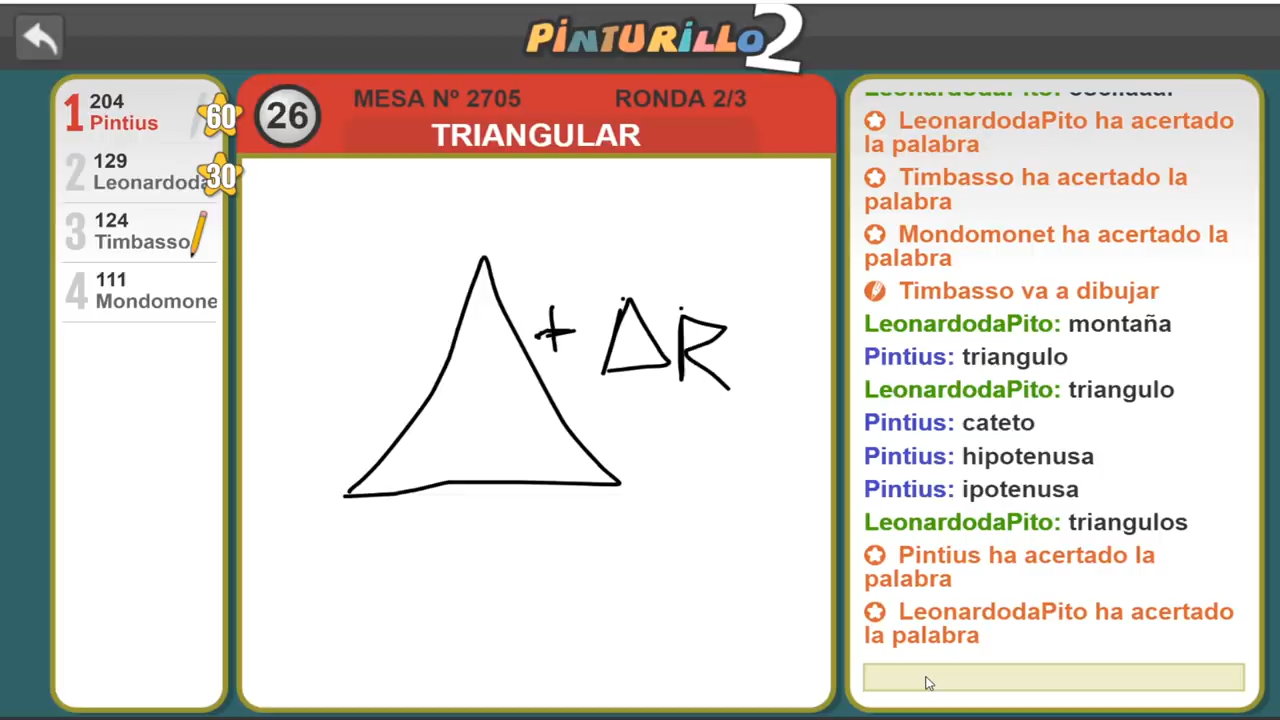 PINTURILLO 2
1 204 Pintius 60
2 129 Leonardoda 30
3 124 Timbasso
4 111 Mondomone
26
MESA Nº 2705
RONDA 2/3
TRIANGULAR
+ ΔR
LeonardodaPito ha acertado
la palabra
Timbasso ha acertado la
palabra
Mondomonet ha acertado la
palabra
Timbasso va a dibujar
LeonardodaPito: montaña
Pintius: triangulo
LeonardodaPito: triangulo
Pintius: cateto
Pintius: hipotenusa
Pintius: ipotenusa
LeonardodaPito: triangulos
Pintius ha acertado la
palabra
LeonardodaPito ha acertado
la palabra